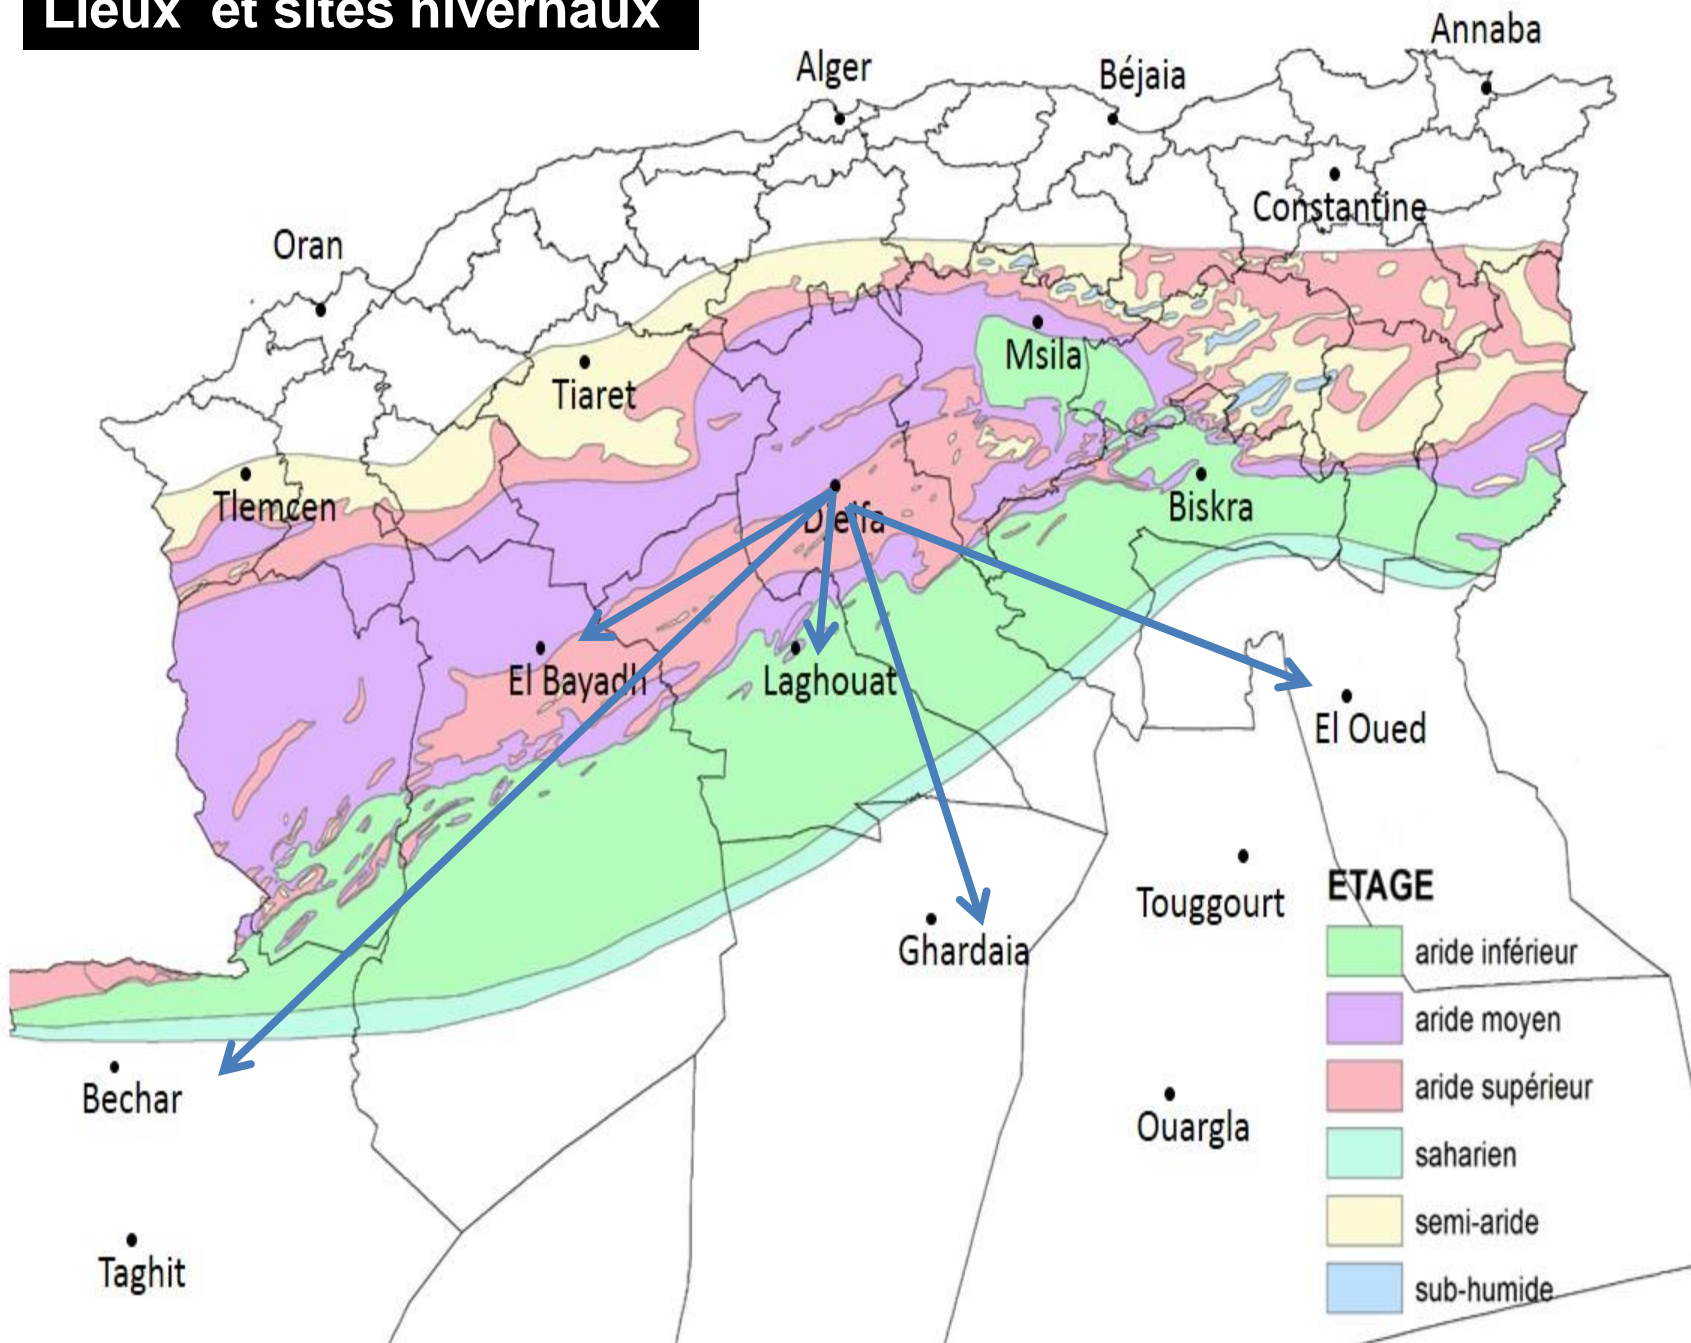 Lieux et sites hivernaux
Annaba
Alger
Béjaia
Constantine
Oran
Msila
Tiaret
Tlemcen
Djelfa
Biskra
El Bayadh
Laghouat
El Oued
Touggourt
Ghardaia
Bechar
Ouargla
Taghit
ETAGE
aride inférieur
aride moyen
aride supérieur
saharien
semi-aride
sub-humide